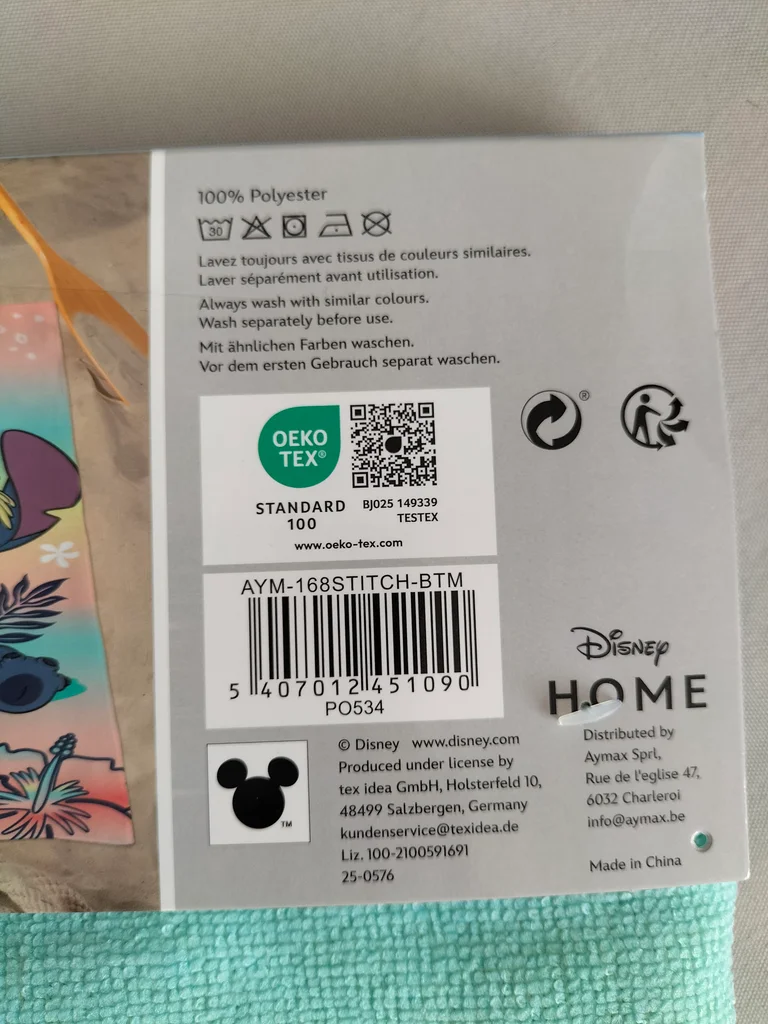 100% Polyester
30
Lavez toujours avec tissus de couleurs similaires.
Laver séparément avant utilisation.
Always wash with similar colours.
Wash separately before use.
Mit ähnlichen Farben waschen.
Vor dem ersten Gebrauch separat waschen.
®
OEKO
TEX®
STANDARD
100
BJ025 149339
TESTEX
www.oeko-tex.com
AYM-168STITCH-BTM
5 407012 451090
PO534
Disney
HOME
™
© Disney www.disney.com
Produced under license by
tex idea GmbH, Holsterfeld 10,
48499 Salzbergen, Germany
kundenservice@texidea.de
Liz. 100-2100591691
25-0576
Distributed by
Aymax Sprl,
Rue de l'eglise 47,
6032 Charleroi
info@aymax.be
Made in China